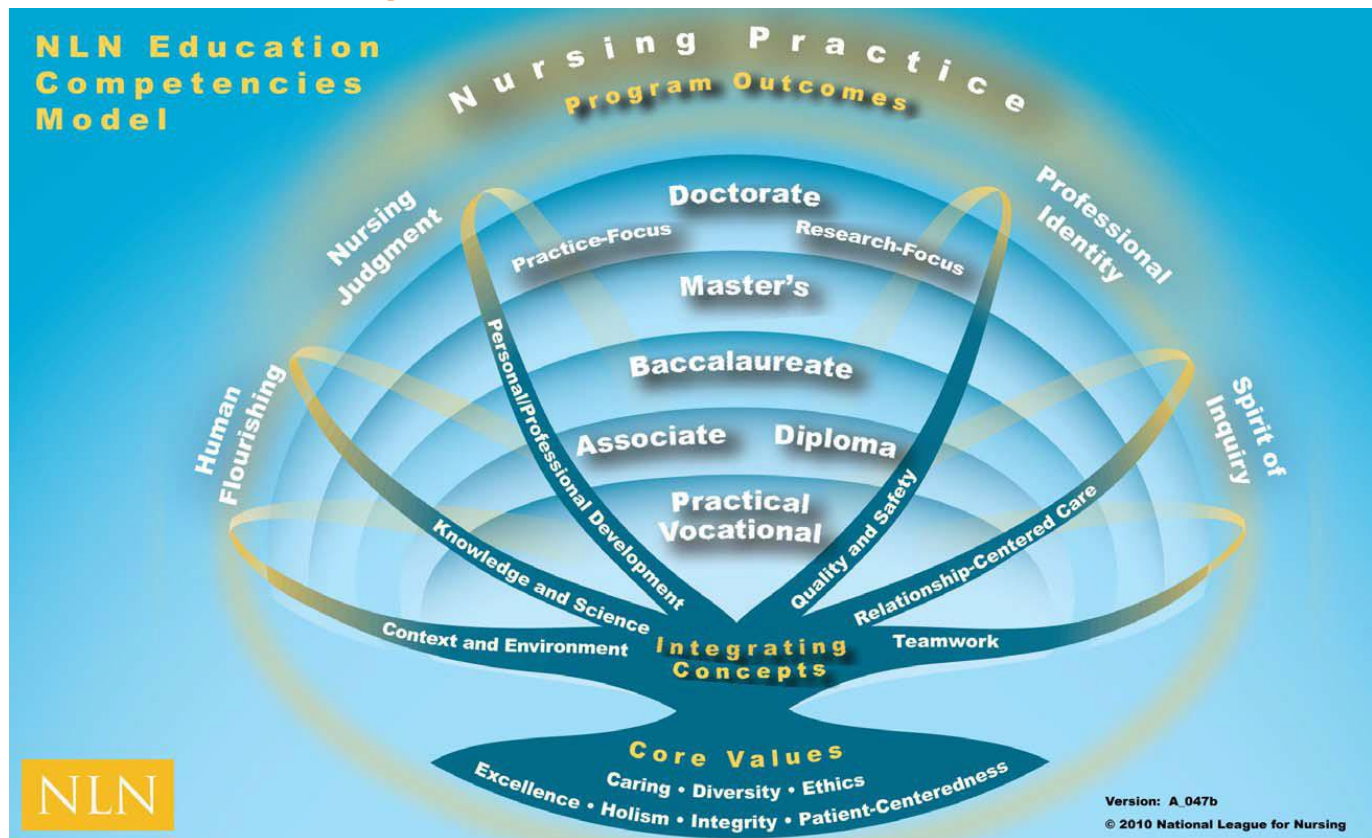 NLN Education
Competencies
Model
Nursing Practice
Program Outcomes
Nursing
Judgment
Professional
Identity
Human
Flourishing
Spirit of
Inquiry
Doctorate
Practice-Focus
Research-Focus
Master's
Baccalaureate
Associate
Diploma
Practical
Vocational
Personal/Professional Development
Quality and Safety
Knowledge and Science
Relationship-Centered Care
Context and Environment
Teamwork
Integrating
Concepts
Core Values
Caring • Diversity • Ethics
Excellence • Holism • Integrity • Patient-Centeredness
NLN
Version: A_047b
© 2010 National League for Nursing